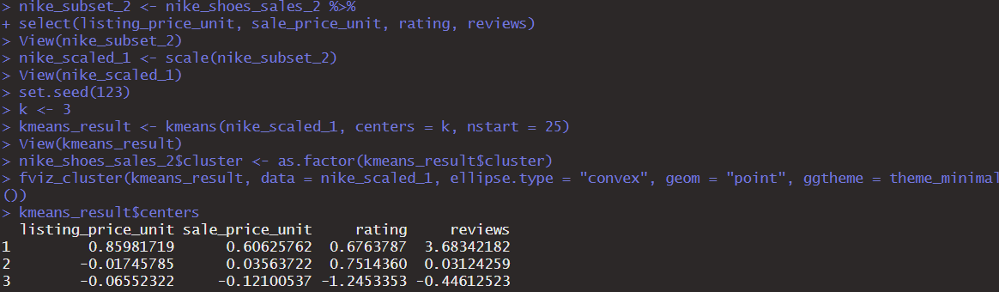 > nike_subset_2 <- nike_shoes_sales_2 %>%
+ select(listing_price_unit, sale_price_unit, rating, reviews)
> View(nike_subset_2)
> nike_scaled_1 <- scale(nike_subset_2)
> View(nike_scaled_1)
> set.seed(123)
> k <- 3
> kmeans_result <- kmeans(nike_scaled_1, centers = k, nstart = 25)
> View(kmeans_result)
> nike_shoes_sales_2$cluster <- as.factor(kmeans_result$cluster)
> fviz_cluster(kmeans_result, data = nike_scaled_1, ellipse.type = "convex", geom = "point", ggtheme = theme_minimal
())
> kmeans_result$centers
  listing_price_unit sale_price_unit     rating     reviews
1         0.85981719      0.60625762  0.6763787  3.68342182
2        -0.01745785      0.03563722  0.7514360  0.03124259
3        -0.06552322     -0.12100537 -1.2453353 -0.44612523